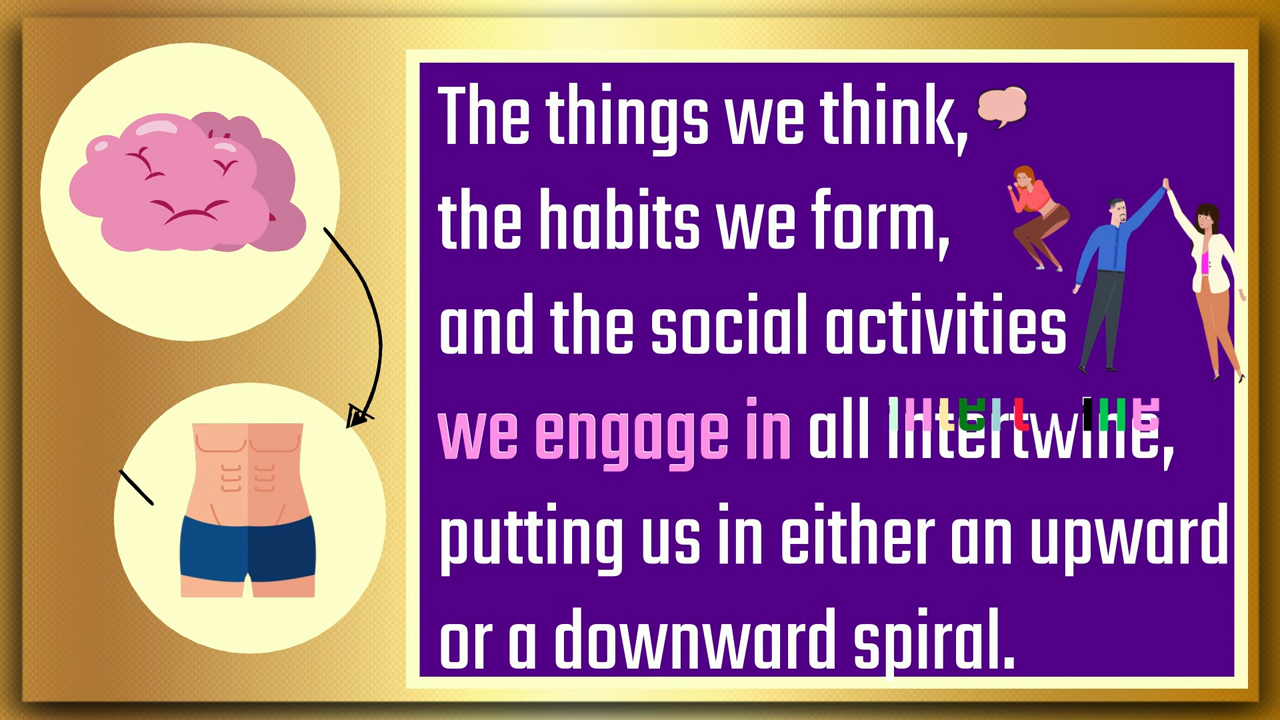 The things we think,
the habits we form,
and the social activities
we engage in all intertwine,
putting us in either an upward
or a downward spiral.